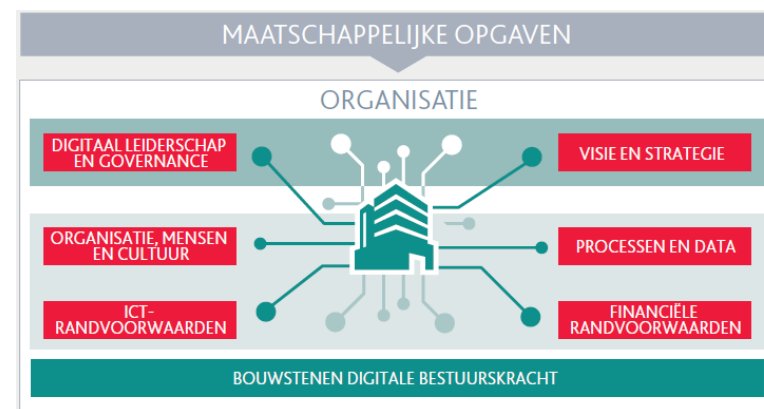 MAATSCHAPPELIJKE OPGAVEN
ORGANISATIE
DIGITAAL LEIDERSCHAP
EN GOVERNANCE
VISIE EN STRATEGIE
ORGANISATIE, MENSEN
EN CULTUUR
PROCESSEN EN DATA
ICT-
RANDVOORWAARDEN
FINANCIËLE
RANDVOORWAARDEN
BOUWSTENEN DIGITALE BESTUURSKRACHT